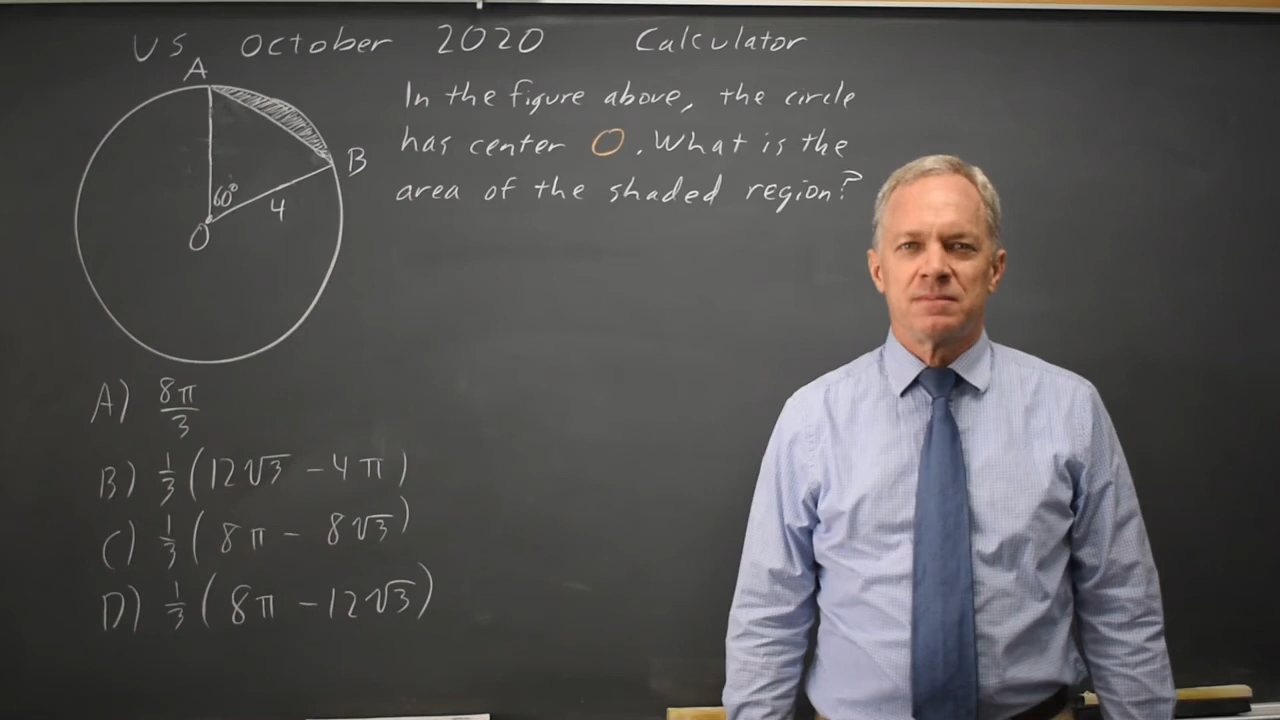 US October 2020 Calculator
A
B
60°
4
O
In the figure above, the circle
has center O. What is the
area of the shaded region?
A) 8π/3
B) 1/3(12√3 - 4π)
C) 1/3(8π - 8√3)
D) 1/3(8π - 12√3)